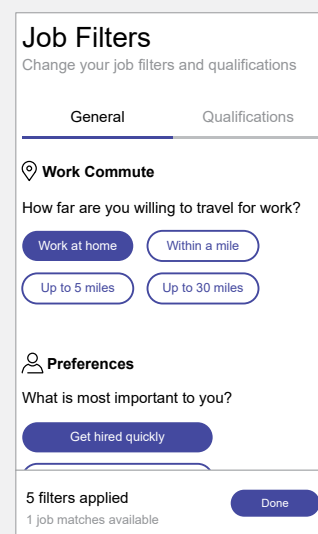 Job Filters
Change your job filters and qualifications
General Qualifications
Work Commute
How far are you willing to travel for work?
Work at home Within a mile
Up to 5 miles Up to 30 miles
Preferences
What is most important to you?
Get hired quickly
5 filters applied
Done
1 job matches available